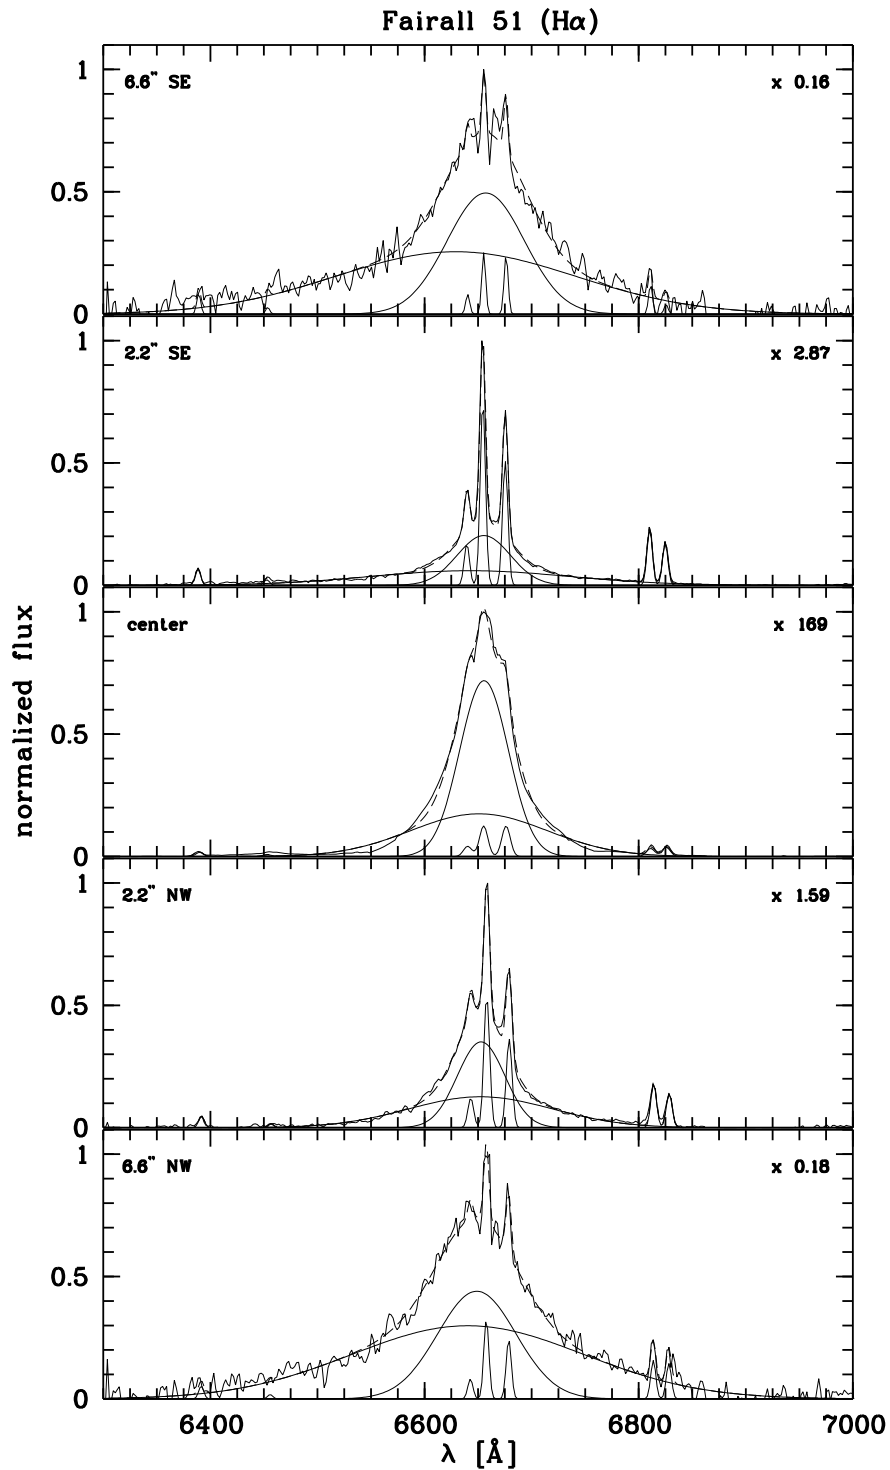 Fairall 51 (Hα)
1
6.6" SE
x 0.16
0.5
0
1
2.2" SE
x 2.87
0.5
0
1
center
x 169
0.5
0
1
2.2" NW
x 1.59
0.5
0
1
6.6" NW
x 0.18
0.5
0
normalized flux
6400
6600
6800
7000
λ [Å]